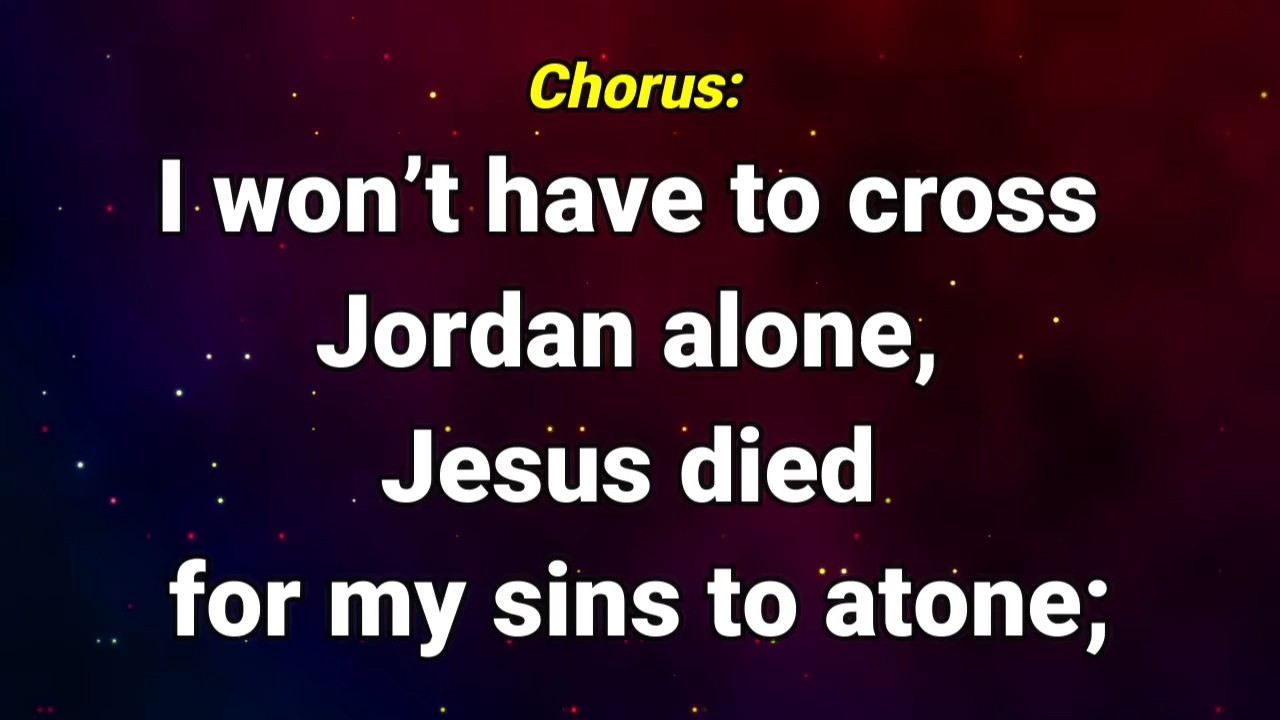 Chorus:
I won’t have to cross
Jordan alone,
Jesus died
for my sins to atone;